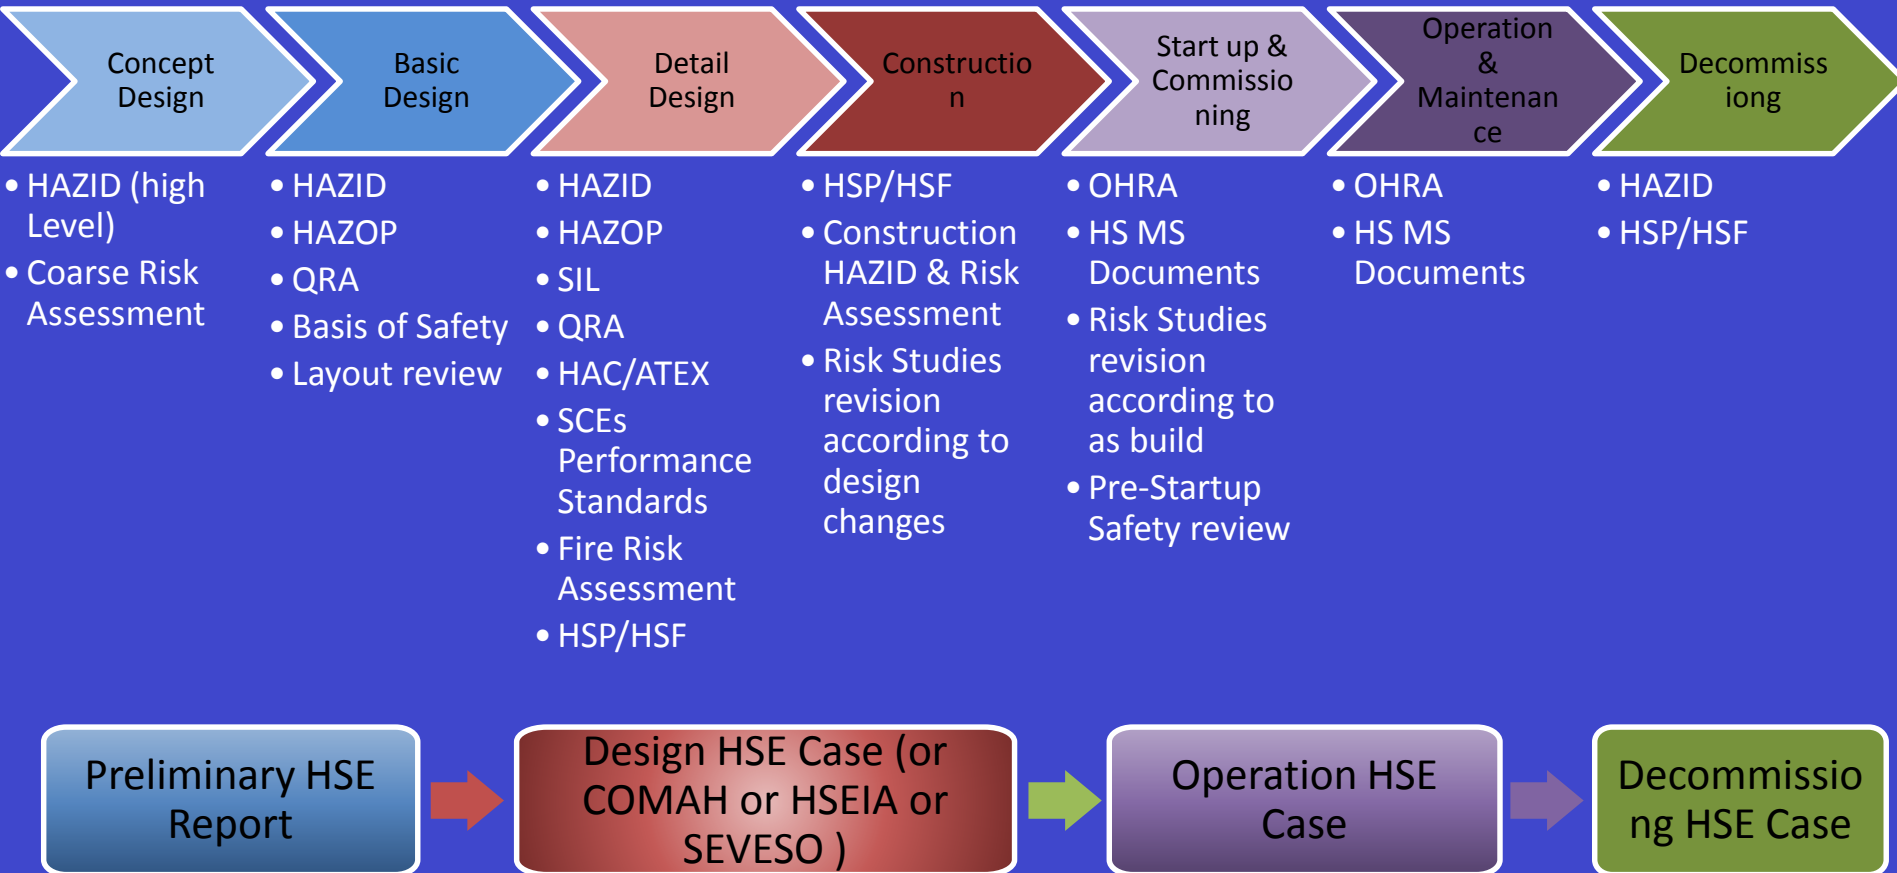 Concept
Design
Basic
Design
Detail
Design
Constructio
n
Start up &
Commissio
ning
Operation
&
Maintenan
ce
Decommiss
iong
• HAZID (high
Level)
• Coarse Risk
Assessment
• HAZID
• HAZOP
• QRA
• Basis of Safety
• Layout review
• HAZID
• HAZOP
• SIL
• QRA
• HAC/ATEX
• SCEs
Performance
Standards
• Fire Risk
Assessment
• HSP/HSF
• HSP/HSF
• Construction
HAZID & Risk
Assessment
• Risk Studies
revision
according to
design
changes
• OHRA
• HS MS
Documents
• Risk Studies
revision
according to
as build
• Pre-Startup
Safety review
• OHRA
• HS MS
Documents
• HAZID
• HSP/HSF
Preliminary HSE
Report
Design HSE Case (or
COMAH or HSEIA or
SEVESO )
Operation HSE
Case
Decommissio
ng HSE Case